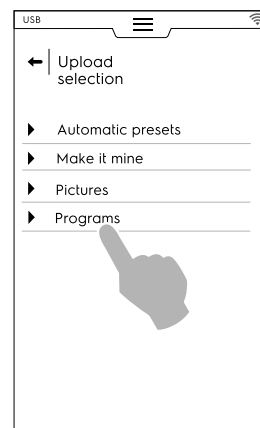 USB
Upload
selection
Automatic presets
Make it mine
Pictures
Programs